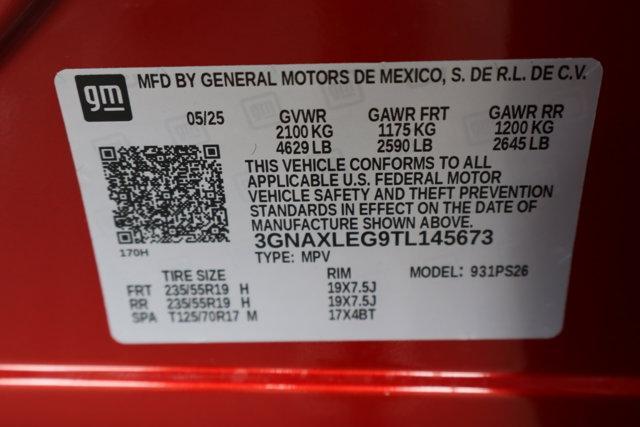 gm
MFD BY GENERAL MOTORS DE MEXICO, S. DE R.L. DE C.V.
05/25 GVWR GAWR FRT GAWR RR
2100 KG 1175 KG 1200 KG
4629 LB 2590 LB 2645 LB
THIS VEHICLE CONFORMS TO ALL
APPLICABLE U.S. FEDERAL MOTOR
VEHICLE SAFETY AND THEFT PREVENTION
STANDARDS IN EFFECT ON THE DATE OF
MANUFACTURE SHOWN ABOVE.
170H
3GNAXLEG9TL145673
TYPE: MPV
TIRE SIZE RIM MODEL: 931PS26
FRT 235/55R19 H 19X7.5J
RR 235/55R19 H 19X7.5J
SPA T125/70R17 M 17X4BT